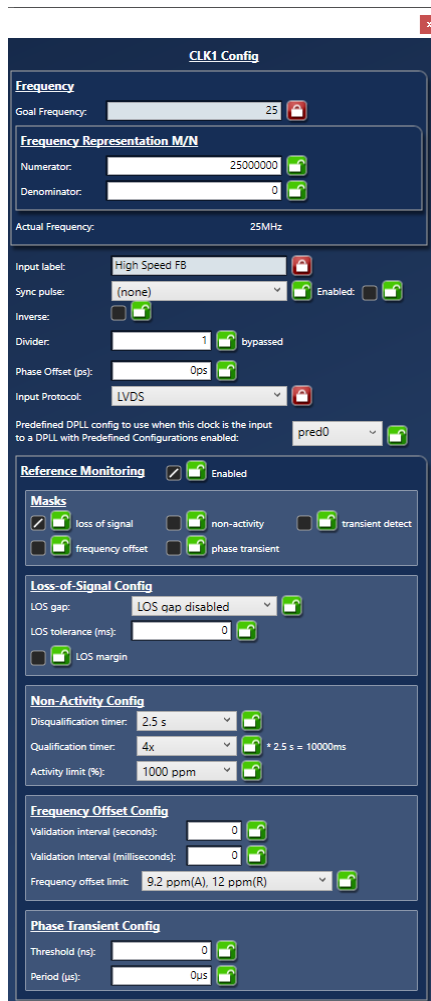 x
CLK1 Config
Frequency
Goal Frequency: 25
Frequency Representation M/N
Numerator: 25000000
Denominator: 0
Actual Frequency: 25MHz
Input label: High Speed FB
Sync pulse: (none) Enabled:
Inverse:
Divider: 1 bypassed
Phase Offset (ps): 0ps
Input Protocol: LVDS
Predefined DPLL config to use when this clock is the input
to a DPLL with Predefined Configurations enabled: pred0
Reference Monitoring Enabled
Masks
loss of signal non-activity transient detect
frequency offset phase transient
Loss-of-Signal Config
LOS gap: LOS gap disabled
LOS tolerance (ms): 0
LOS margin
Non-Activity Config
Disqualification timer: 2.5 s
Qualification timer: 4x * 2.5 s = 10000ms
Activity limit (%): 1000 ppm
Frequency Offset Config
Validation interval (seconds): 0
Validation Interval (milliseconds): 0
Frequency offset limit: 9.2 ppm(A), 12 ppm(R)
Phase Transient Config
Threshold (ns): 0
Period (µs): 0µs